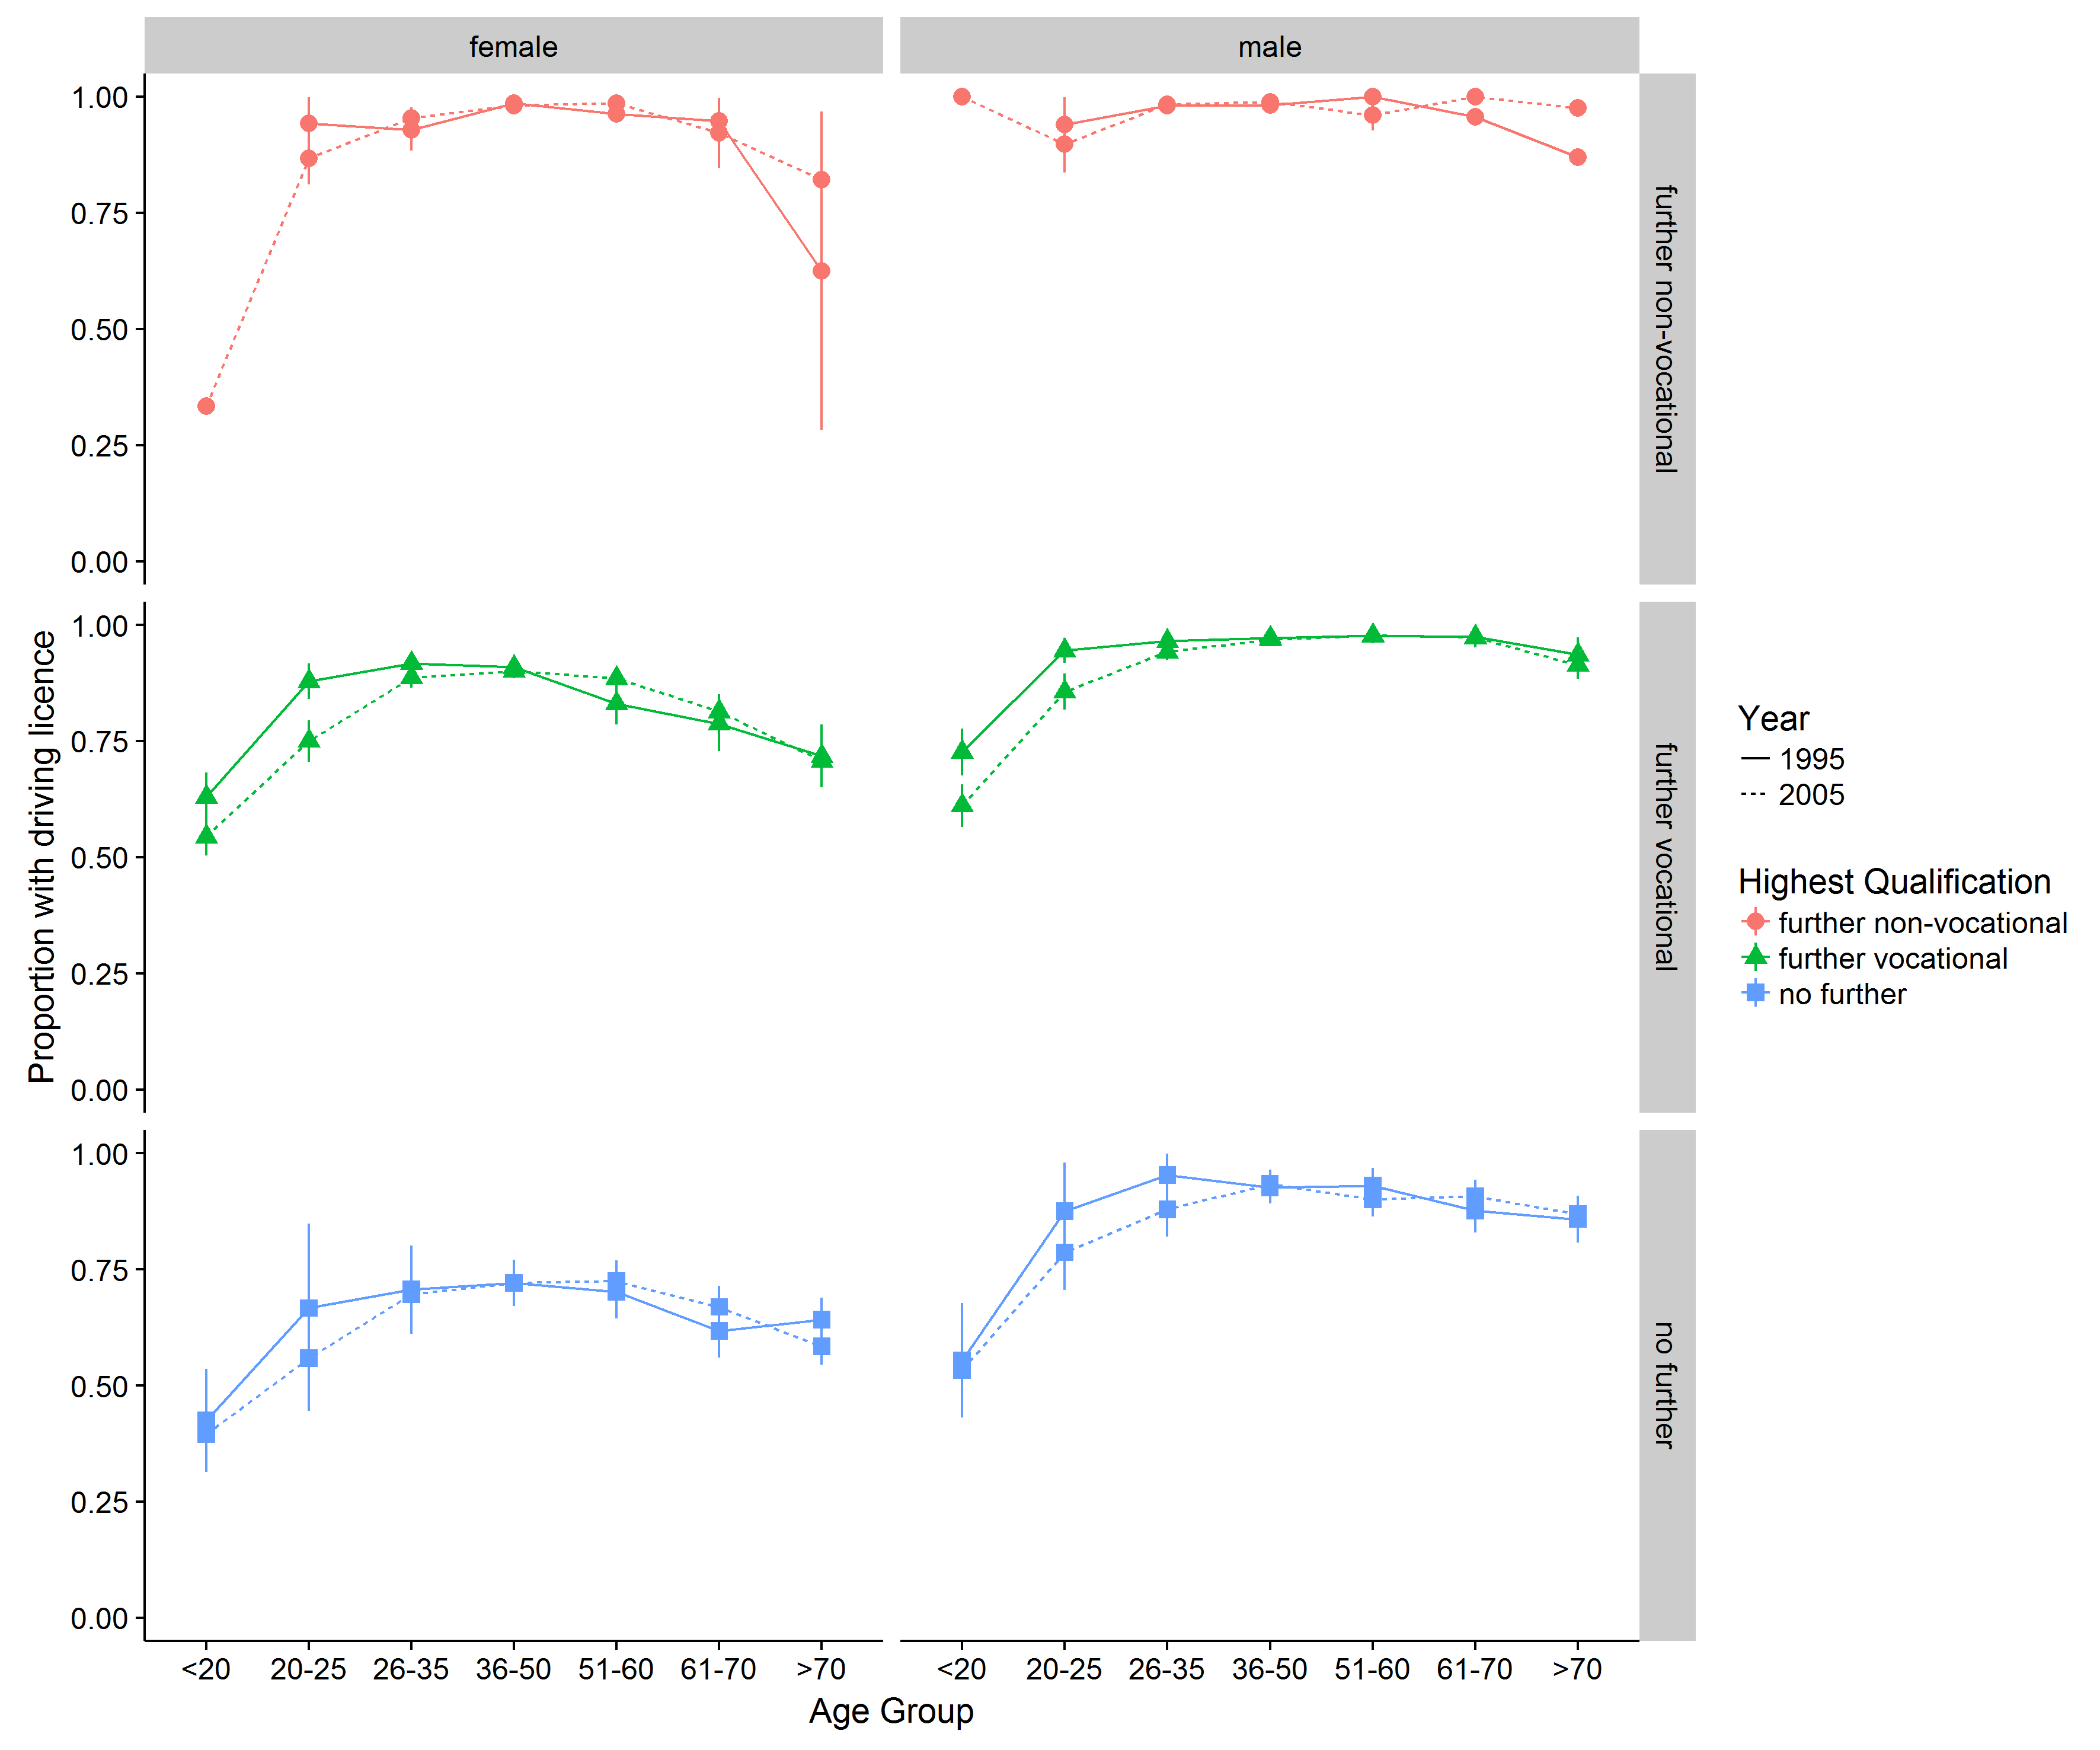 female
male
1.00
0.75
0.50
0.25
0.00
further non-vocational
1.00
0.75
0.50
0.25
0.00
further vocational
1.00
0.75
0.50
0.25
0.00
no further
Proportion with driving licence
<20 20-25 26-35 36-50 51-60 61-70 >70
<20 20-25 26-35 36-50 51-60 61-70 >70
Age Group
Year
1995
2005
Highest Qualification
further non-vocational
further vocational
no further